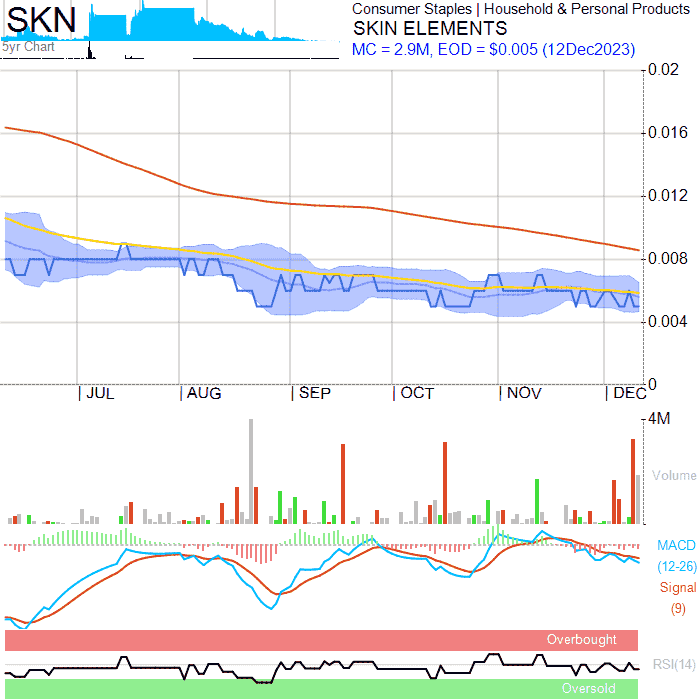 SKN
5yr Chart
Consumer Staples | Household & Personal Products
SKIN ELEMENTS
MC = 2.9M, EOD = $0.005 (12Dec2023)
0.02
0.016
0.012
0.008
0.004
0
| JUL | AUG | SEP | OCT | NOV | DEC
4M
Volume
MACD
(12-26)
Signal
(9)
Overbought
RSI(14)
Oversold